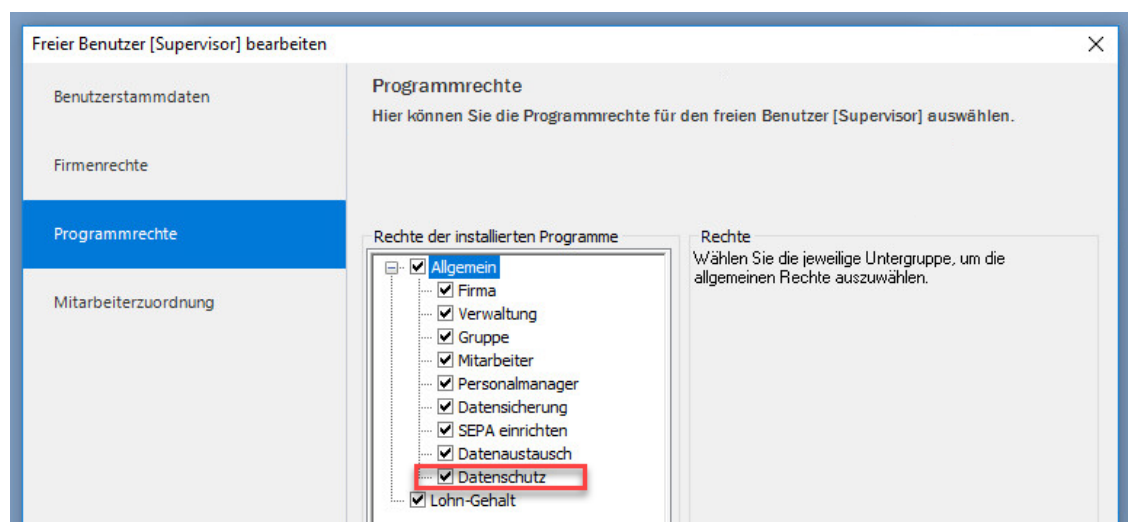 Freier Benutzer [Supervisor] bearbeiten
Benutzerstammdaten
Firmenrechte
Programmrechte
Mitarbeiterzuordnung
Programmrechte
Hier können Sie die Programmrechte für den freien Benutzer [Supervisor] auswählen.
Rechte der installierten Programme
Allgemein
Firma
Verwaltung
Gruppe
Mitarbeiter
Personalmanager
Datensicherung
SEPA einrichten
Datenaustausch
Datenschutz
Lohn-Gehalt
Rechte
Wählen Sie die jeweilige Untergruppe, um die
allgemeinen Rechte auszuwählen.